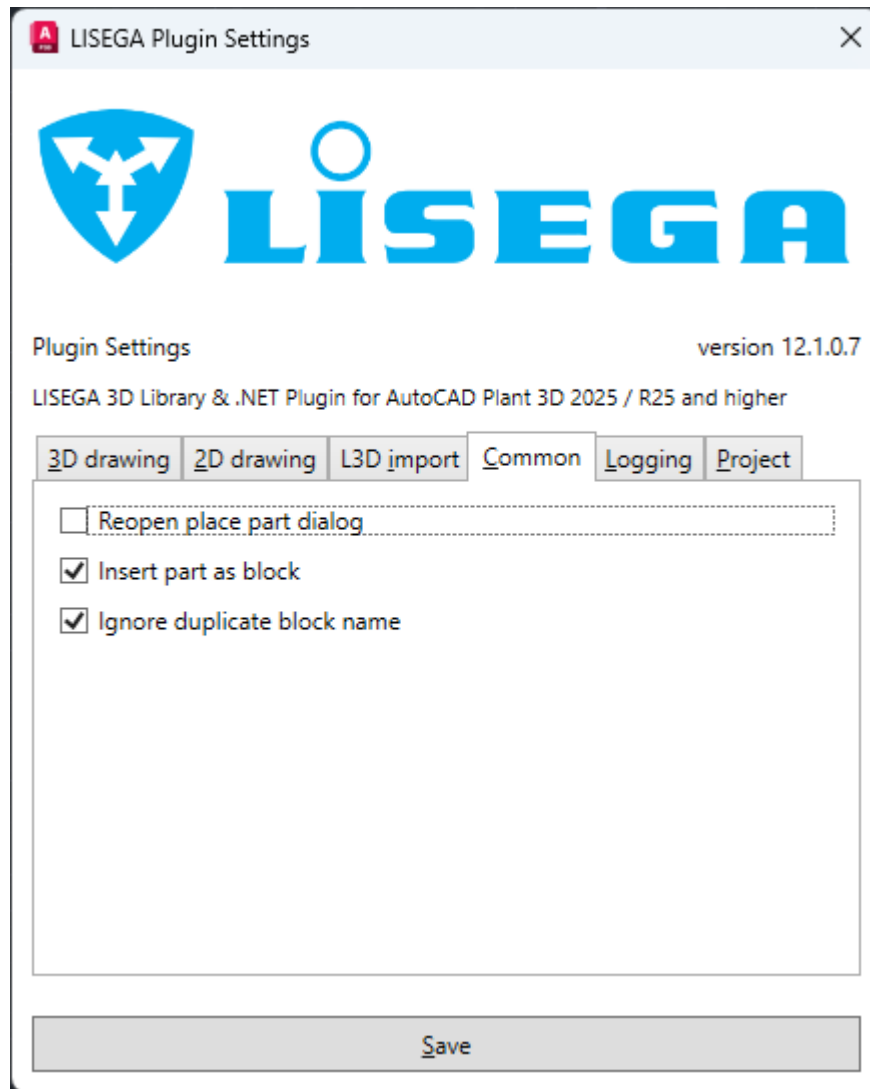 LISEGA Plugin Settings
LISEGA
Plugin Settings version 12.1.0.7
LISEGA 3D Library & .NET Plugin for AutoCAD Plant 3D 2025 / R25 and higher
3D drawing 2D drawing L3D import Common Logging Project
Reopen place part dialog
Insert part as block
Ignore duplicate block name
Save